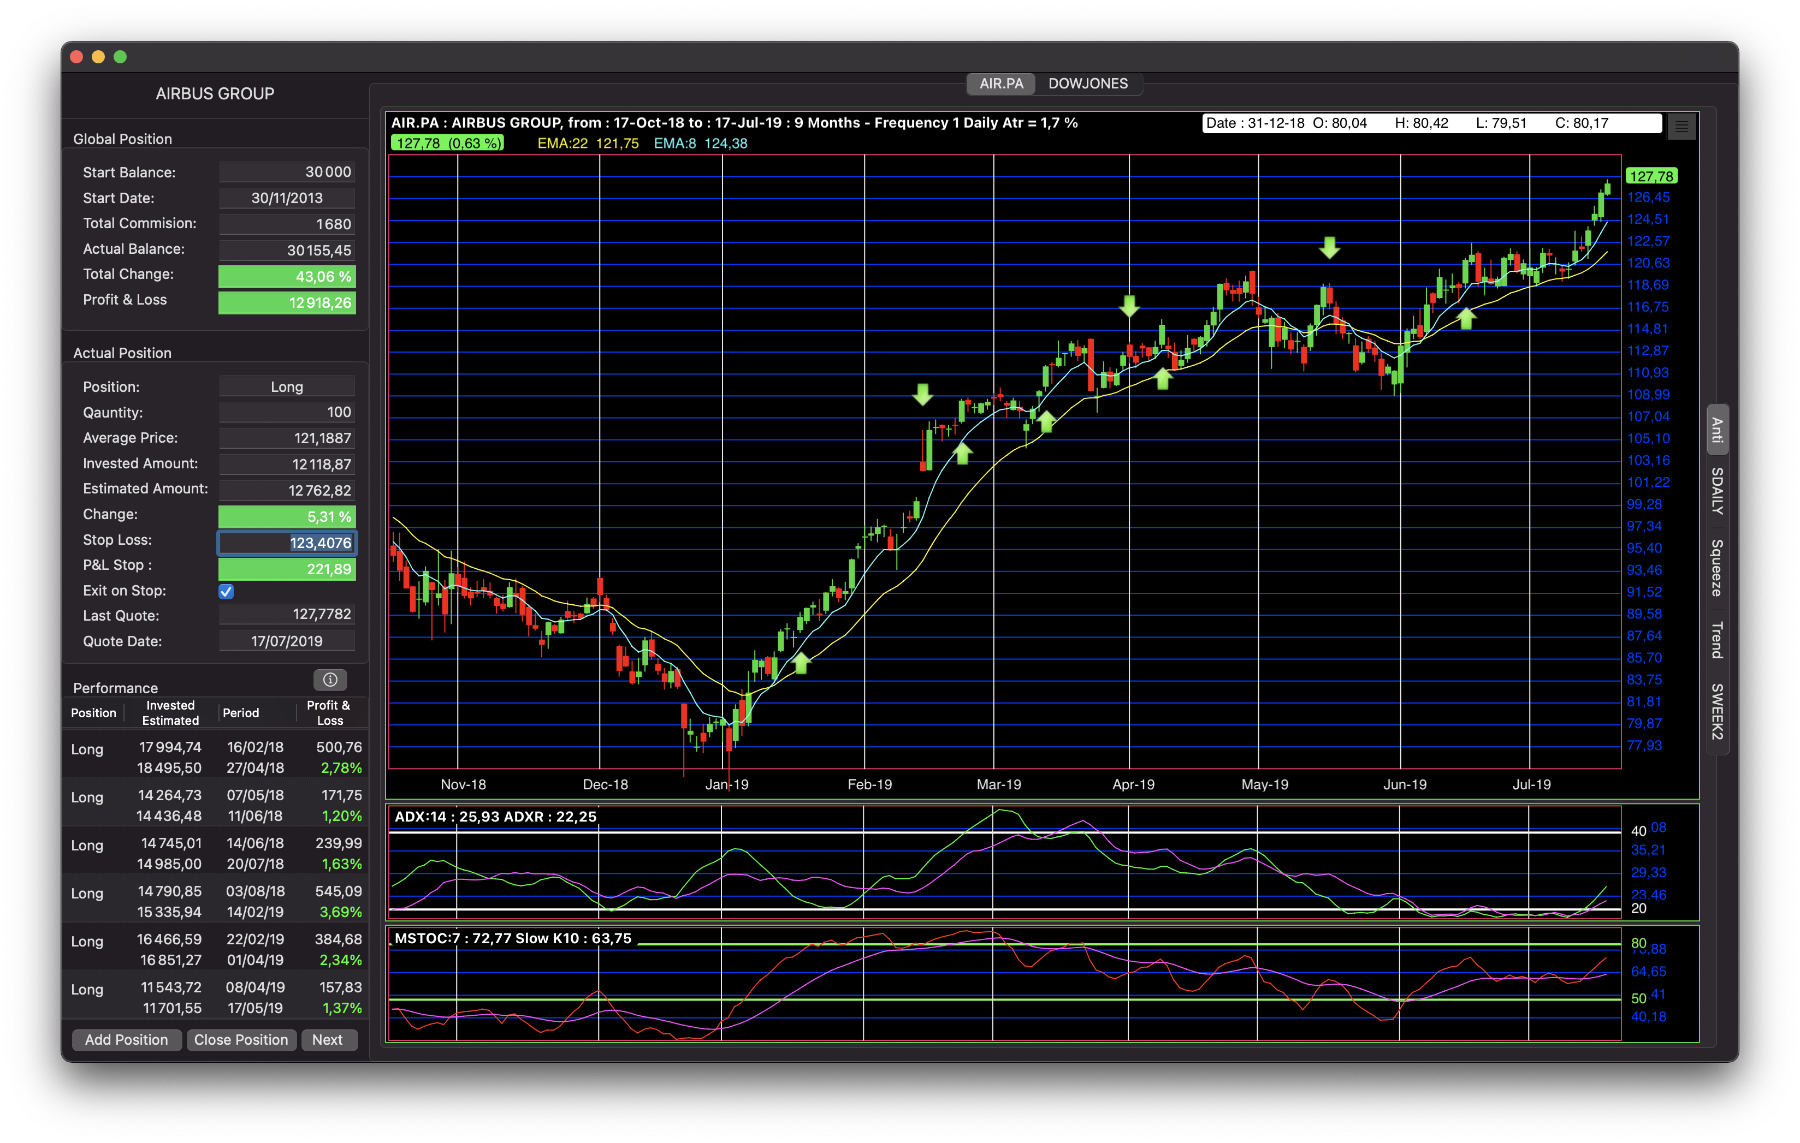 AIRBUS GROUP
Global Position
Start Balance: 30 000
Start Date: 30/11/2013
Total Commision: 1 680
Actual Balance: 30 155,45
Total Change: 43,06 %
Profit & Loss 12 918,26
Actual Position
Position: Long
Qauntity: 100
Average Price: 121,1887
Invested Amount: 12 118,87
Estimated Amount: 12 762,82
Change: 5,31 %
Stop Loss: 123,4076
P&L Stop : 221,89
Exit on Stop:
Last Quote: 127,7782
Quote Date: 17/07/2019
Performance
Position Invested Estimated Period Profit & Loss
Long 17 994,74 16/02/18 500,76
18 495,50 27/04/18 2,78%
Long 14 264,73 07/05/18 171,75
14 436,48 11/06/18 1,20%
Long 14 745,01 14/06/18 239,99
14 985,00 20/07/18 1,63%
Long 14 790,85 03/08/18 545,09
15 335,94 14/02/19 3,69%
Long 16 466,59 22/02/19 384,68
16 851,27 01/04/19 2,34%
Long 11 543,72 08/04/19 157,83
11 701,55 17/05/19 1,37%
Add Position Close Position Next
AIR.PA DOWJONES
AIR.PA : AIRBUS GROUP, from : 17-Oct-18 to : 17-Jul-19 : 9 Months - Frequency 1 Daily Atr = 1,7 %
Date : 31-12-18 O: 80,04 H: 80,42 L: 79,51 C: 80,17
127,78 (0,63 %) EMA:22 121,75 EMA:8 124,38
127,78
126,45
124,51
122,57
120,63
118,69
116,75
114,81
112,87
110,93
108,99
107,04
105,10
103,16
101,22
99,28
97,34
95,40
93,46
91,52
89,58
87,64
85,70
83,75
81,81
79,87
77,93
Nov-18 Dec-18 Jan-19 Feb-19 Mar-19 Apr-19 May-19 Jun-19 Jul-19
ADX:14 : 25,93 ADXR : 22,25
40 08
35,21
29,33
23,46
20
MSTOC:7 : 72,77 Slow K10 : 63,75
80
,88
64,65
50 41
40,18
Anti
SDAILY
Squeeze
Trend
SWEEK2